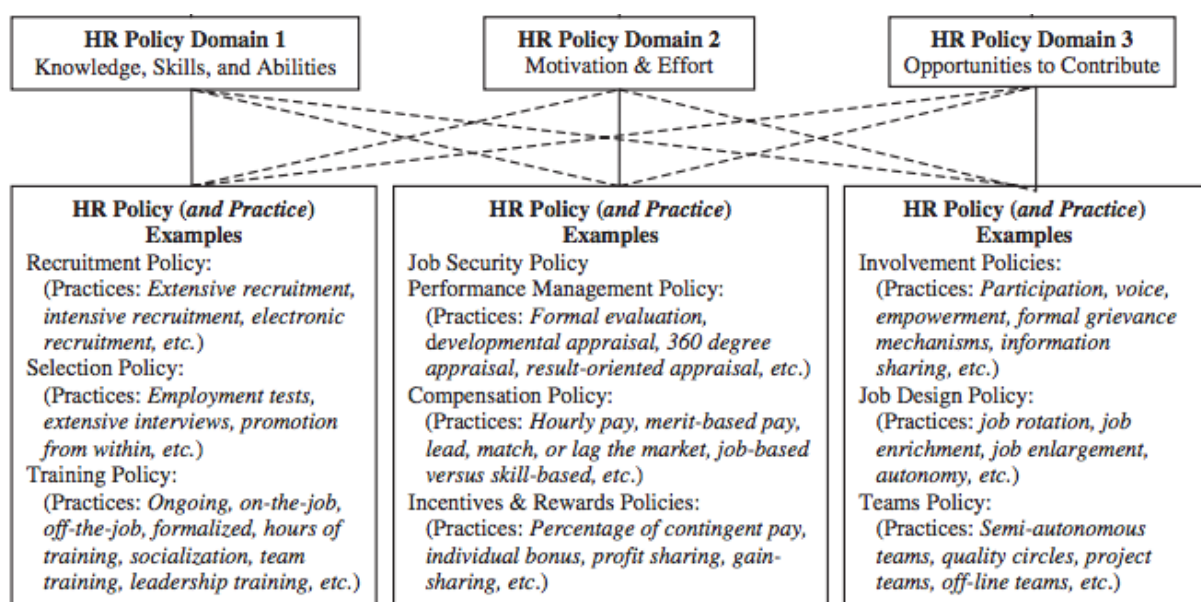 HR Policy Domain 1
Knowledge, Skills, and Abilities
HR Policy Domain 2
Motivation & Effort
HR Policy Domain 3
Opportunities to Contribute
HR Policy (and Practice)
Examples
Recruitment Policy:
(Practices: Extensive recruitment,
intensive recruitment, electronic
recruitment, etc.)
Selection Policy:
(Practices: Employment tests,
extensive interviews, promotion
from within, etc.)
Training Policy:
(Practices: Ongoing, on-the-job,
off-the-job, formalized, hours of
training, socialization, team
training, leadership training, etc.)
HR Policy (and Practice)
Examples
Job Security Policy
Performance Management Policy:
(Practices: Formal evaluation,
developmental appraisal, 360 degree
appraisal, result-oriented appraisal, etc.)
Compensation Policy:
(Practices: Hourly pay, merit-based pay,
lead, match, or lag the market, job-based
versus skill-based, etc.)
Incentives & Rewards Policies:
(Practices: Percentage of contingent pay,
individual bonus, profit sharing, gain-
sharing, etc.)
HR Policy (and Practice)
Examples
Involvement Policies:
(Practices: Participation, voice,
empowerment, formal grievance
mechanisms, information
sharing, etc.)
Job Design Policy:
(Practices: job rotation, job
enrichment, job enlargement,
autonomy, etc.)
Teams Policy:
(Practices: Semi-autonomous
teams, quality circles, project
teams, off-line teams, etc.)